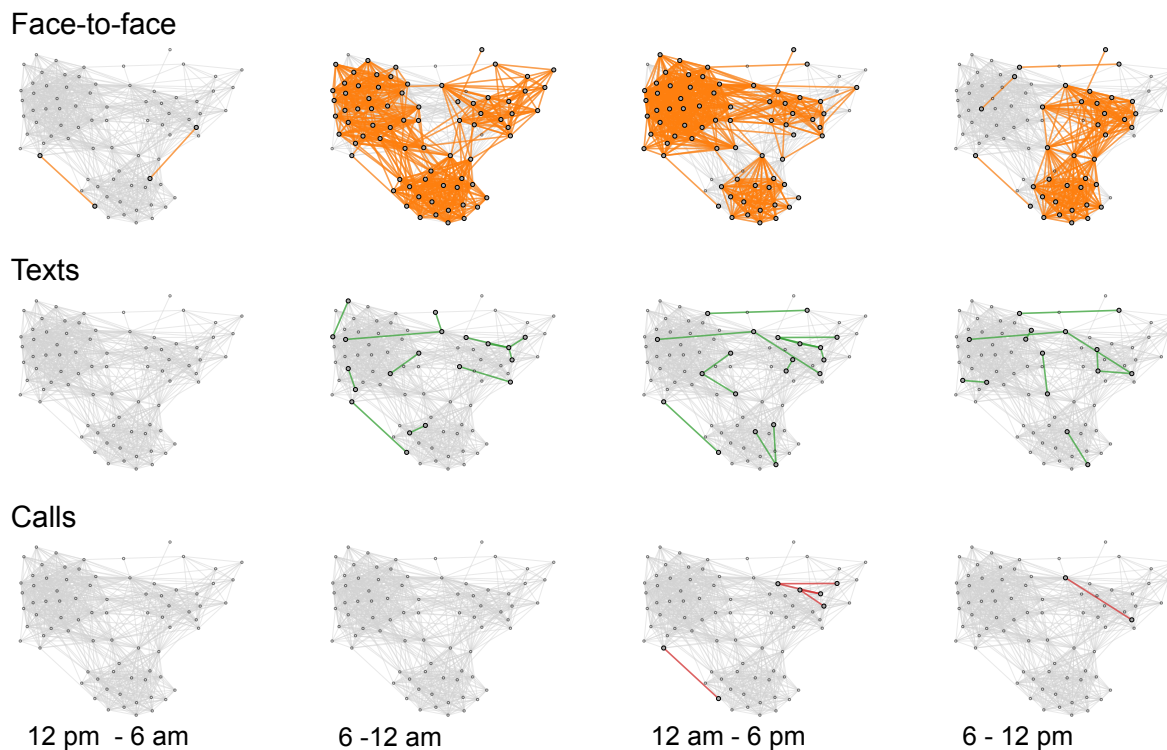 Face-to-face
Texts
Calls
12 pm  - 6 am
6 -12 am
12 am - 6 pm
6 - 12 pm